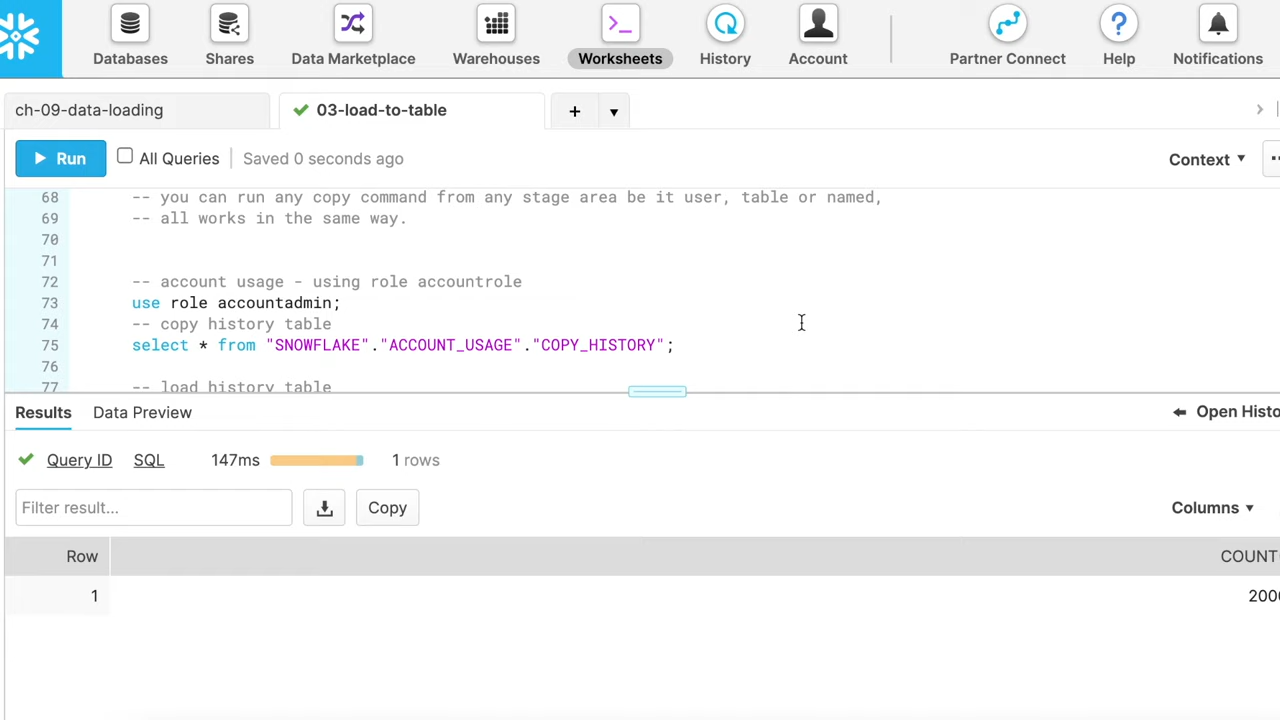 Databases Shares Data Marketplace Warehouses Worksheets History Account Partner Connect Help Notifications
ch-09-data-loading 03-load-to-table
Run All Queries Saved 0 seconds ago Context
68 -- you can run any copy command from any stage area be it user, table or named,
69 -- all works in the same way.
70
71
72 -- account usage - using role accountrole
73 use role accountadmin;
74 -- copy history table
75 select * from "SNOWFLAKE"."ACCOUNT_USAGE"."COPY_HISTORY";
76
77 -- load history table
Results Data Preview Open Histo
Query ID SQL 147ms 1 rows
Filter result... Copy Columns
Row COUNT
1 200